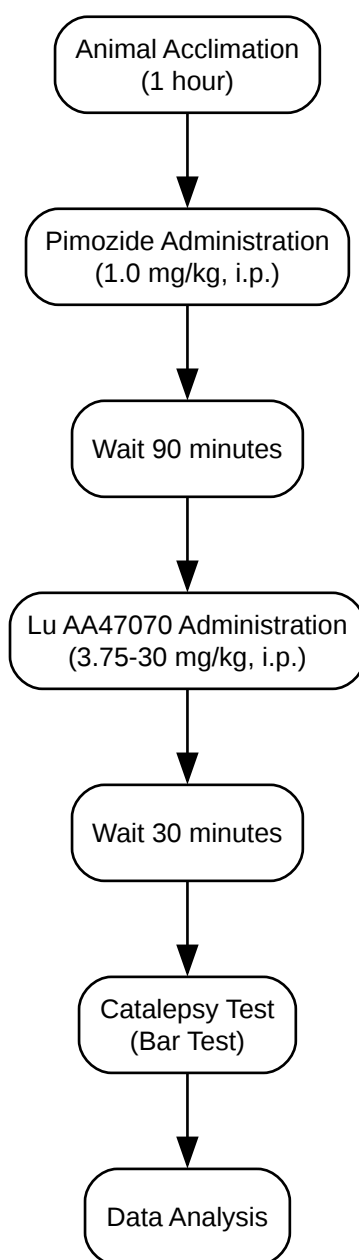 Animal Acclimation
(1 hour)
Pimozide Administration
(1.0 mg/kg, i.p.)
Wait 90 minutes
Lu AA47070 Administration
(3.75-30 mg/kg, i.p.)
Wait 30 minutes
Catalepsy Test
(Bar Test)
Data Analysis